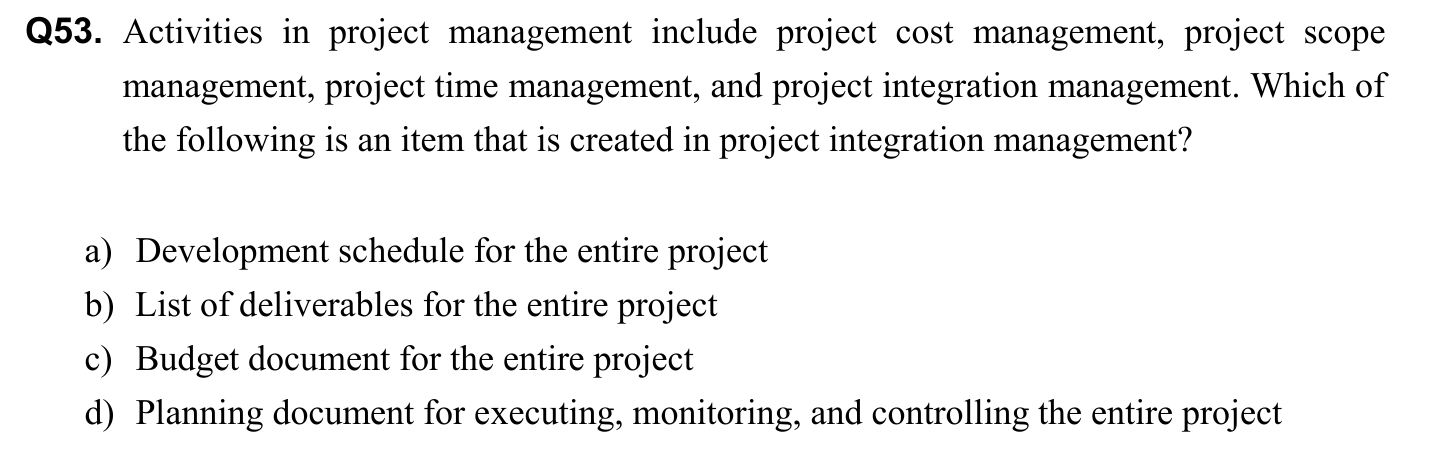 Q53. Activities in project management include project cost management, project scope
management, project time management, and project integration management. Which of
the following is an item that is created in project integration management?
a) Development schedule for the entire project
b) List of deliverables for the entire project
c) Budget document for the entire project
d) Planning document for executing, monitoring, and controlling the entire project